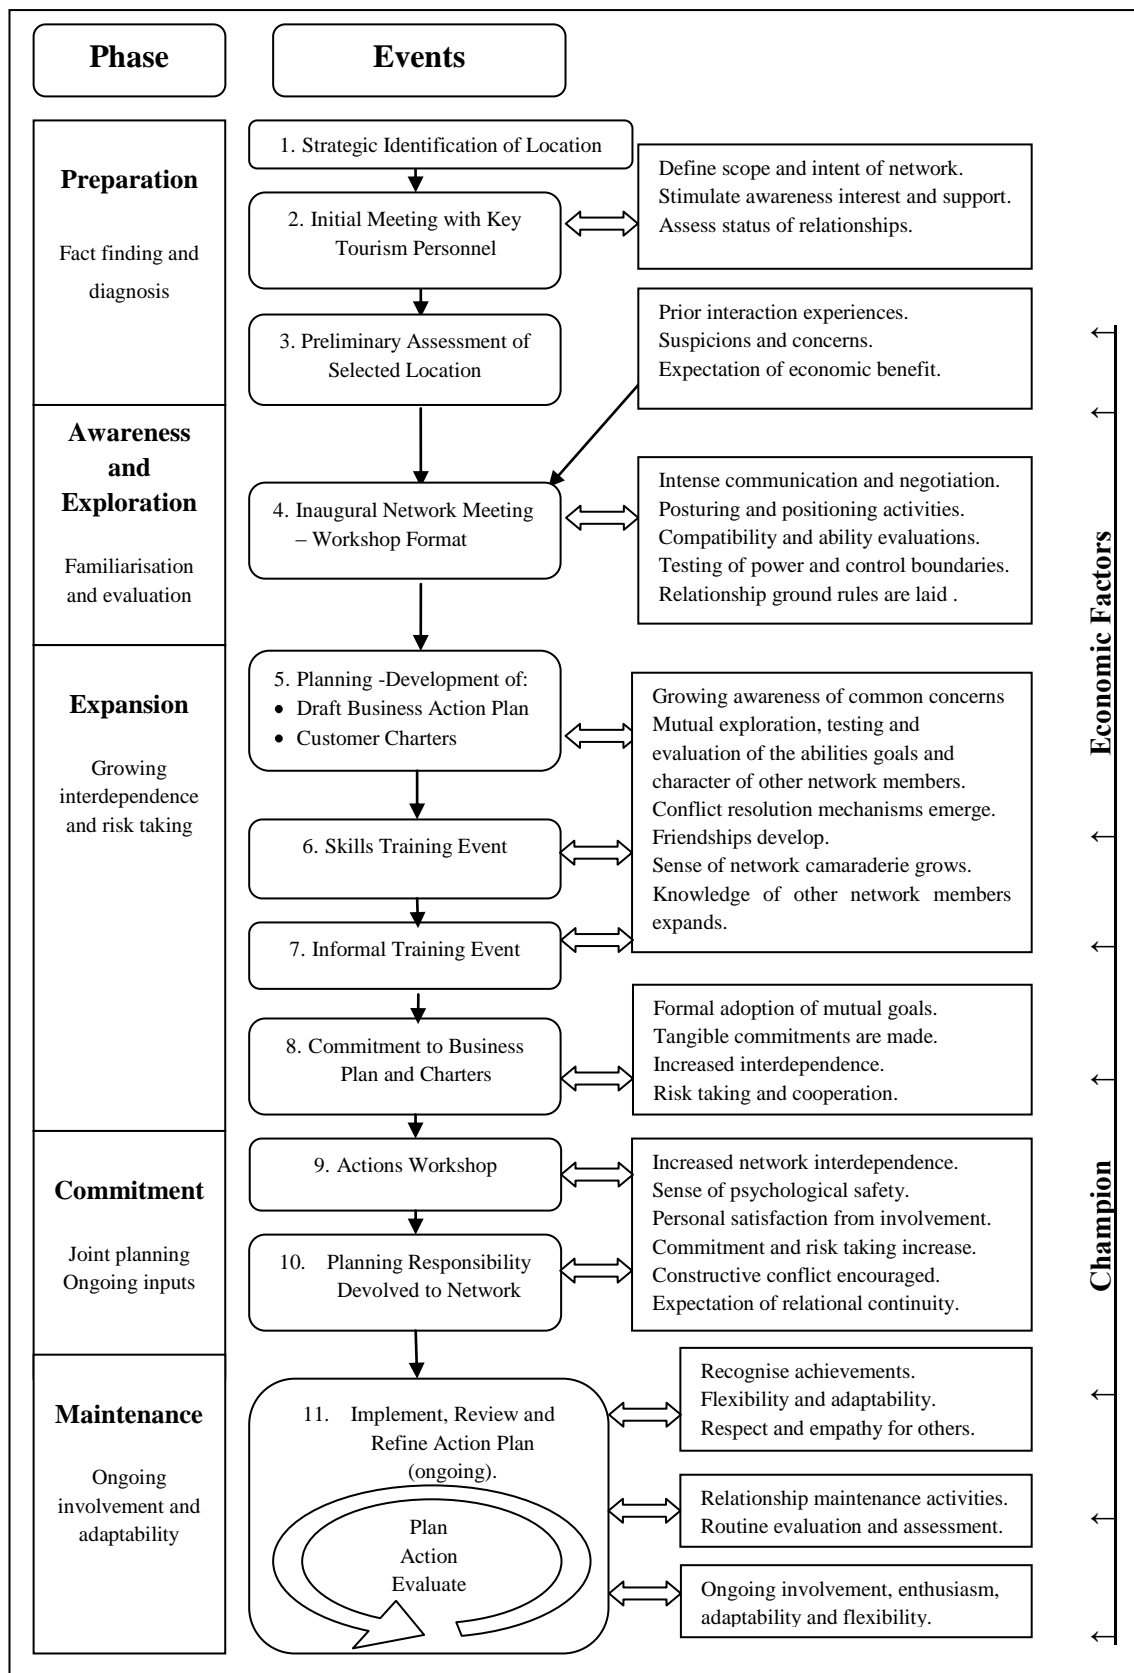 Phase
Events
Preparation
Fact finding and
diagnosis
1. Strategic Identification of Location
2. Initial Meeting with Key
Tourism Personnel
Define scope and intent of network.
Stimulate awareness interest and support.
Assess status of relationships.
3. Preliminary Assessment of
Selected Location
Prior interaction experiences.
Suspicions and concerns.
Expectation of economic benefit.
Awareness
and
Exploration
Familiarisation
and evaluation
4. Inaugural Network Meeting
– Workshop Format
Intense communication and negotiation.
Posturing and positioning activities.
Compatibility and ability evaluations.
Testing of power and control boundaries.
Relationship ground rules are laid .
Expansion
Growing
interdependence
and risk taking
5. Planning -Development of:
• Draft Business Action Plan
• Customer Charters
6. Skills Training Event
7. Informal Training Event
Growing awareness of common concerns
Mutual exploration, testing and
evaluation of the abilities goals and
character of other network members.
Conflict resolution mechanisms emerge.
Friendships develop.
Sense of network camaraderie grows.
Knowledge of other network members
expands.
8. Commitment to Business
Plan and Charters
Formal adoption of mutual goals.
Tangible commitments are made.
Increased interdependence.
Risk taking and cooperation.
Commitment
Joint planning
Ongoing inputs
9. Actions Workshop
10. Planning Responsibility
Devolved to Network
Increased network interdependence.
Sense of psychological safety.
Personal satisfaction from involvement.
Commitment and risk taking increase.
Constructive conflict encouraged.
Expectation of relational continuity.
Maintenance
Ongoing
involvement and
adaptability
11. Implement, Review and
Refine Action Plan
(ongoing).
Plan
Action
Evaluate
Recognise achievements.
Flexibility and adaptability.
Respect and empathy for others.
Relationship maintenance activities.
Routine evaluation and assessment.
Ongoing involvement, enthusiasm,
adaptability and flexibility.
Economic Factors
Champion